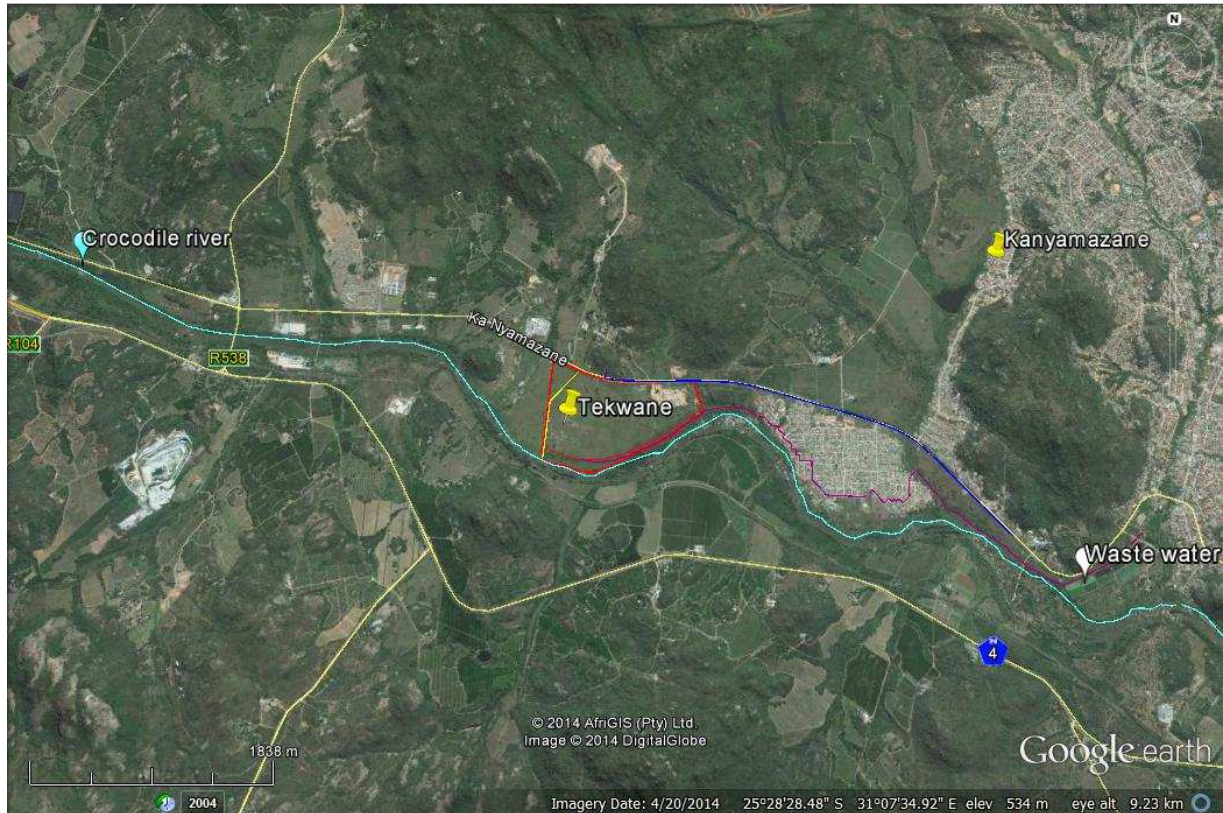 N
Crocodile river
Kanyamazane
Ka Nyamazane
R104
R538
Tekwane
Waste water
N
4
© 2014 AfriGIS (Pty) Ltd.
Image © 2014 DigitalGlobe
Google earth
1838 m
2004
Imagery Date: 4/20/2014 25°28'28.48" S 31°07'34.92" E elev 534 m eye alt 9.23 km